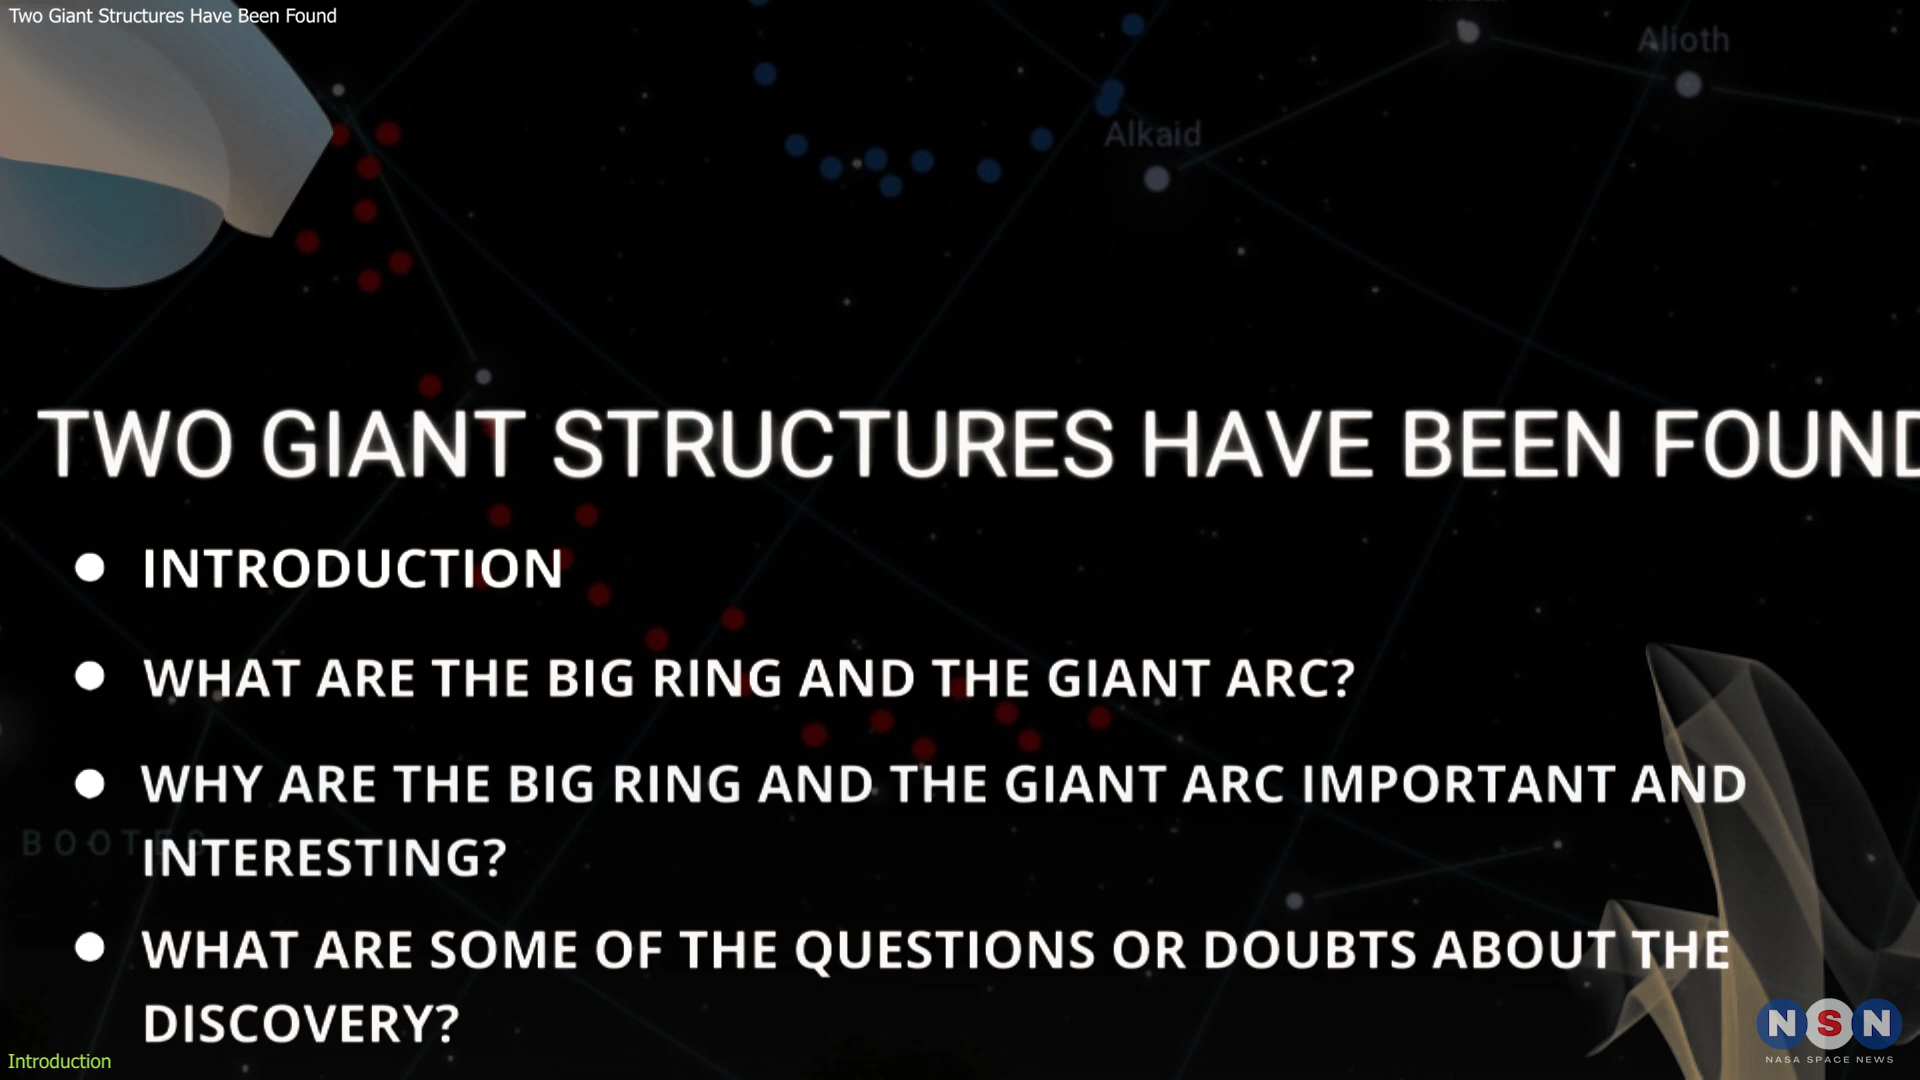 Two Giant Structures Have Been Found
Alioth
Alkaid
TWO GIANT STRUCTURES HAVE BEEN FOUND
INTRODUCTION
WHAT ARE THE BIG RING AND THE GIANT ARC?
WHY ARE THE BIG RING AND THE GIANT ARC IMPORTANT AND
INTERESTING?
BOOTES
WHAT ARE SOME OF THE QUESTIONS OR DOUBTS ABOUT THE
DISCOVERY?
NSN
NASA SPACE NEWS
Introduction